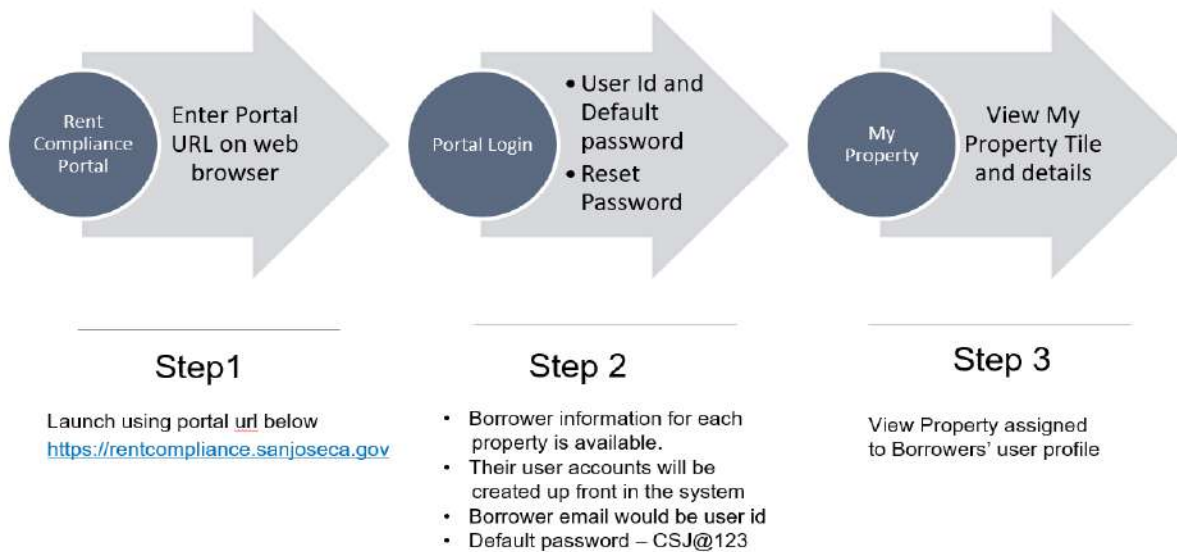 Rent
Compliance
Portal
Enter Portal
URL on web
browser
Portal Login
• User Id and
Default
password
• Reset
Password
My
Property
View My
Property Tile
and details
Step1
Launch using portal url below
https://rentcompliance.sanjoseca.gov
Step 2
• Borrower information for each
property is available.
• Their user accounts will be
created up front in the system
• Borrower email would be user id
• Default password – CSJ@123
Step 3
View Property assigned
to Borrowers' user profile